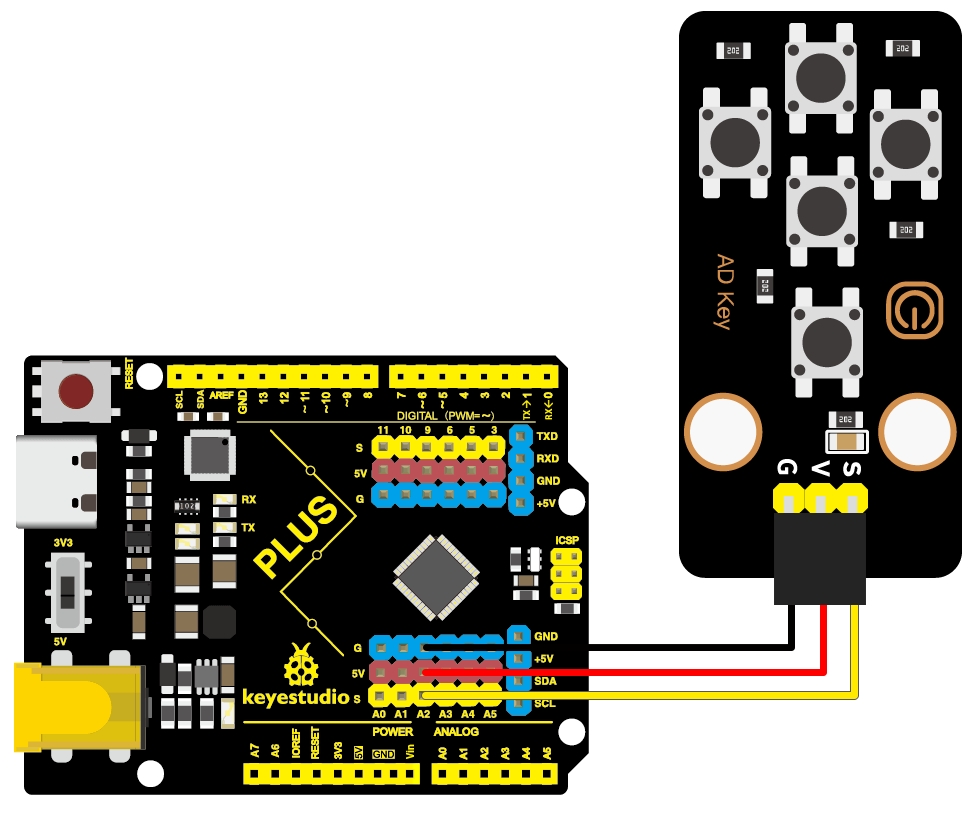 202
202
202
202
AD Key
202
G V S
RESET
SCL
SDA
AREF
GND
13
12
~11
~10
~9
8
7
~6
~5
4
3
2
TX→1
RX←0
DIGITAL (PWM=~)
11 10 9 6 5 3
S
5V
G
TXD
RXD
GND
+5V
RX
TX
102
PLUS
3V3
5V
ICSP
G
5V
S
GND
+5V
SDA
SCL
keyestudio
A0 A1 A2 A3 A4 A5
POWER
ANALOG
A7
A6
IOREF
RESET
3V3
5V
GND
Vin
A0
A1
A2
A3
A4
A5